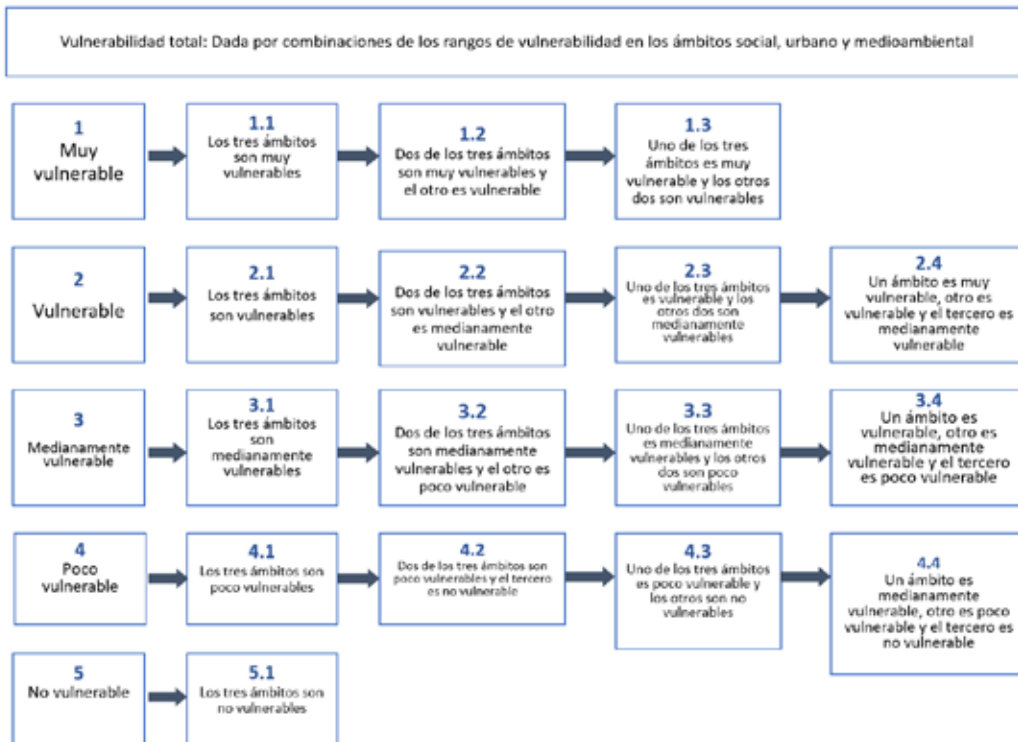 Vulnerabilidad total: Dada por combinaciones de los rangos de vulnerabilidad en los ámbitos social, urbano y medioambiental
1
Muy
vulnerable
1.1
Los tres ámbitos
son muy
vulnerables
1.2
Dos de los tres ámbitos
son muy vulnerables y
el otro es vulnerable
1.3
Uno de los tres
ámbitos es muy
vulnerable y los otros
dos son vulnerables
2
Vulnerable
2.1
Los tres ámbitos
son vulnerables
2.2
Dos de los tres ámbitos
son vulnerables y el otro
es medianamente
vulnerable
2.3
Uno de los tres ámbitos
es vulnerable y los
otros dos son
medianamente
vulnerables
2.4
Un ámbito es muy
vulnerable, otro es
vulnerable y el tercero es
medianamente
vulnerable
3
Medianamente
vulnerable
3.1
Los tres ámbitos
son
medianamente
vulnerables
3.2
Dos de los tres ámbitos
son medianamente
vulnerables y el otro es
poco vulnerable
3.3
Uno de los tres ámbitos
es medianamente
vulnerables y los otros
dos son poco
vulnerables
3.4
Un ámbito es
vulnerable, otro es
medianamente
vulnerable y el tercero
es poco vulnerable
4
Poco
vulnerable
4.1
Los tres ámbitos son
poco vulnerables
4.2
Dos de los tres ámbitos son
poco vulnerables y el tercero
es no vulnerable
4.3
Uno de los tres ámbitos
es poco vulnerable y
los otros son no
vulnerables
4.4
Un ámbito es
medianamente
vulnerable, otro es poco
vulnerable y el tercero es
no vulnerable
5
No vulnerable
5.1
Los tres ámbitos son
no vulnerables